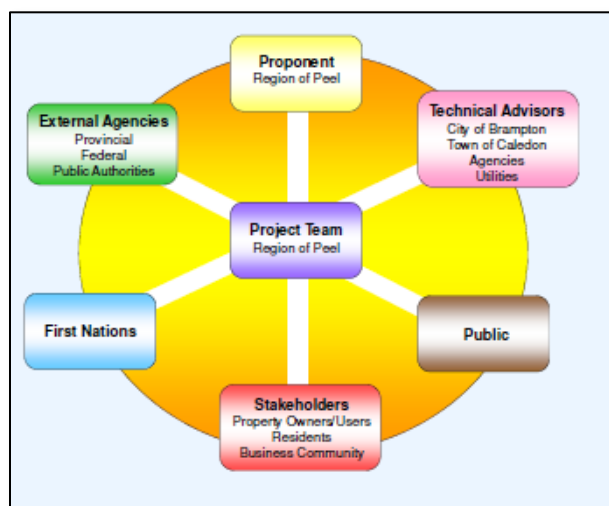 Proponent
Region of Peel
External Agencies
Provincial
Federal
Public Authorities
Technical Advisors
City of Brampton
Town of Caledon
Agencies
Utilities
Project Team
Region of Peel
First Nations
Public
Stakeholders
Property Owners/Users
Residents
Business Community